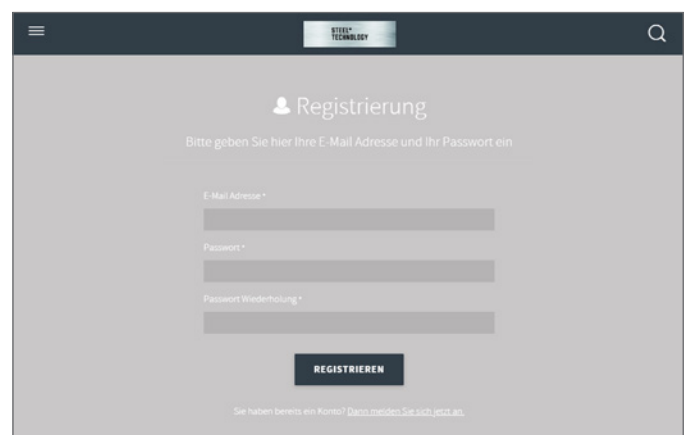 STEEL+
TECHNOLOGY
Registrierung
Bitte geben Sie hier Ihre E-Mail Adresse und Ihr Passwort ein
E-Mail Adresse *
Passwort *
Passwort Wiederholung *
REGISTRIEREN
Sie haben bereits ein Konto? Dann melden Sie sich jetzt an.